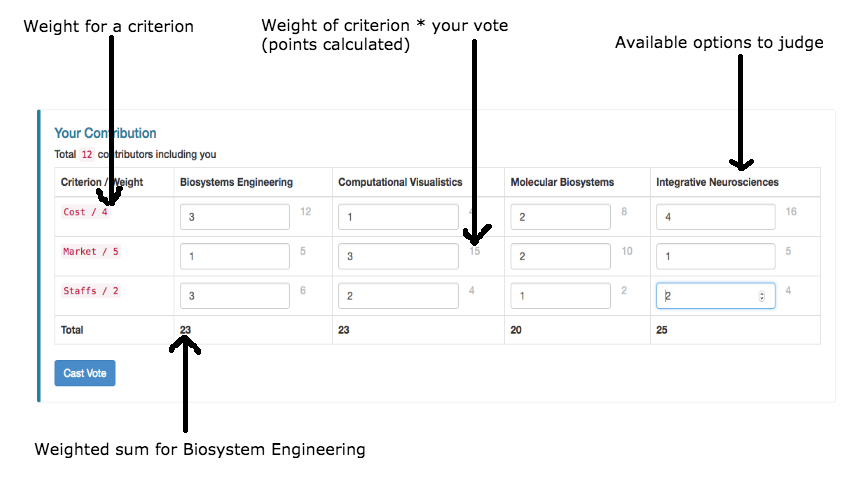 Weight for a criterion
Weight of criterion * your vote
(points calculated)
Available options to judge
Your Contribution
Total 12 contributors including you
Criterion / Weight Biosystems Engineering Computational Visualistics Molecular Biosystems Integrative Neurosciences
Cost / 4 3 12 1 2 8 4 16
Market / 5 1 5 3 15 2 10 1 5
Staffs / 2 3 6 2 4 1 2 2 4
Total 23 23 20 25
Cast Vote
Weighted sum for Biosystem Engineering